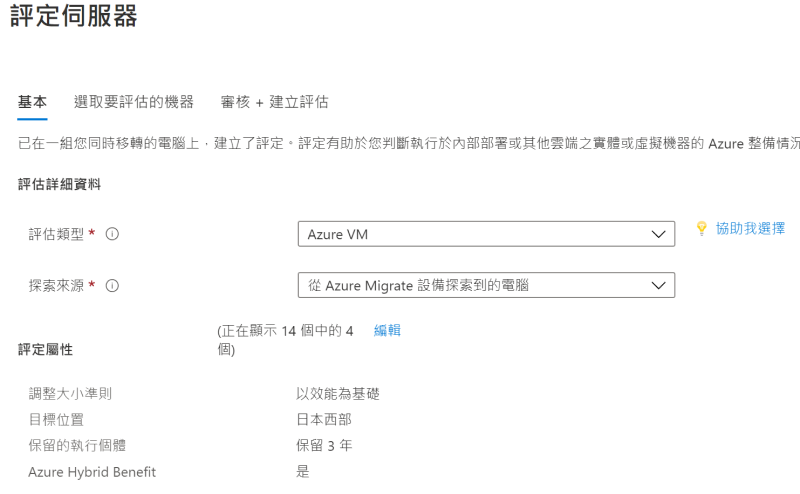 評定伺服器
基本 選取要評估的機器 審核 + 建立評估
已在一組您同時移轉的電腦上，建立了評定。評定有助於您判斷執行於內部部署或其他雲端之實體或虛擬機器的 Azure 整備情況
評估詳細資料
評估類型 * Azure VM 協助我選擇
探索來源 * 從 Azure Migrate 設備探索到的電腦
(正在顯示 14 個中的 4 編輯
評定屬性 個)
調整大小準則 以效能為基礎
目標位置 日本西部
保留的執行個體 保留 3 年
Azure Hybrid Benefit 是